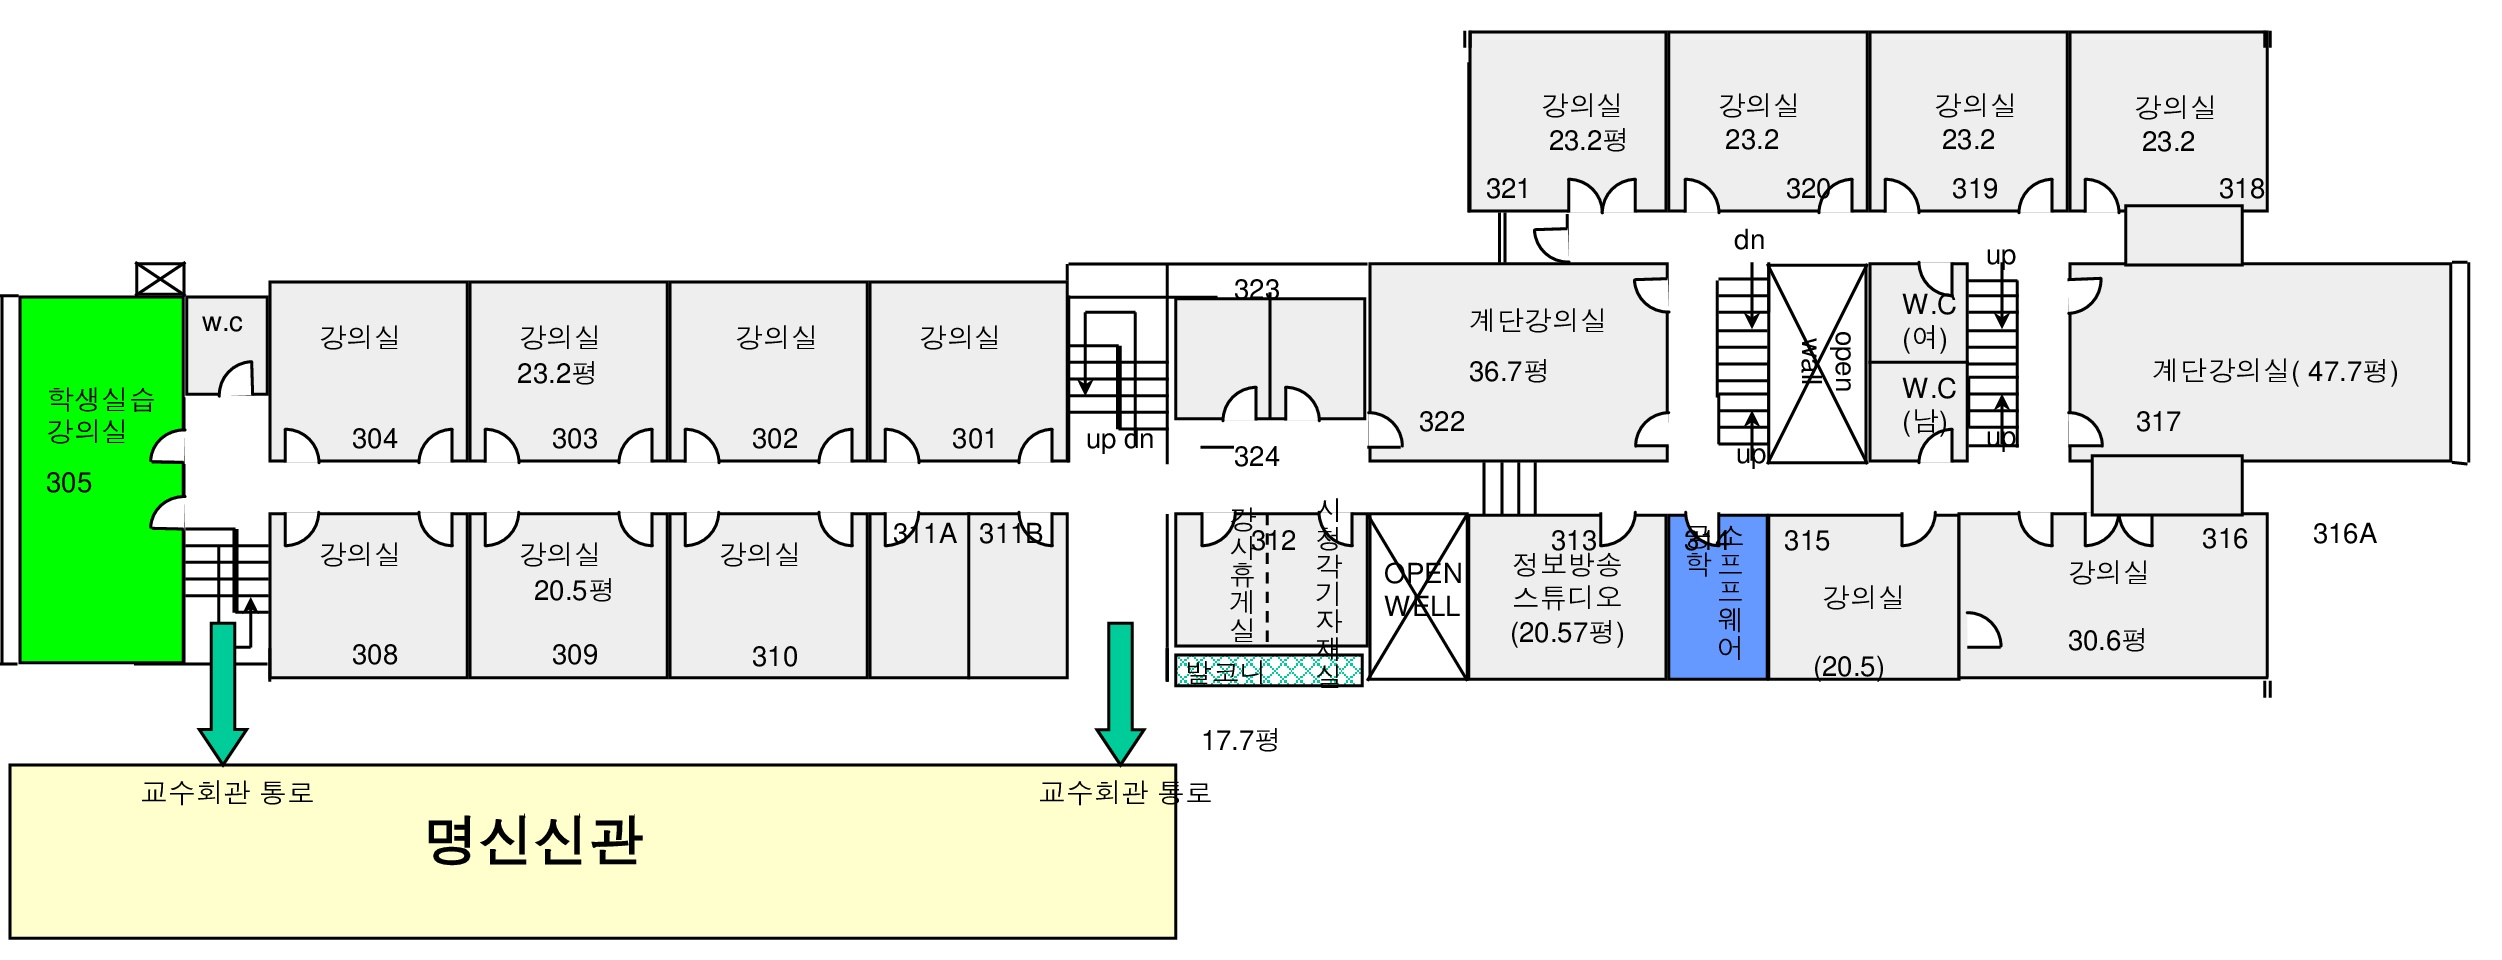 강의실
23.2평
321
강의실
23.2
320
강의실
23.2
319
강의실
23.2
318
dn
up
323
계단강의실
36.7평
322
open
wall
W.C
(여)
W.C
(남)
up
up
계단강의실( 47.7평)
317
w.c
강의실
304
강의실
23.2평
303
강의실
302
강의실
301
up dn
324
학생실습
강의실
305
강의실
308
강의실
20.5평
309
강의실
310
311A
311B
312
강사휴게실
시청각기자재실
발코니
17.7평
OPEN
WELL
313
정보방송
스튜디오
(20.57평)
314
소프프웨어
315
강의실
(20.5)
316
강의실
30.6평
316A
교수회관 통로
교수회관 통로
명신신관